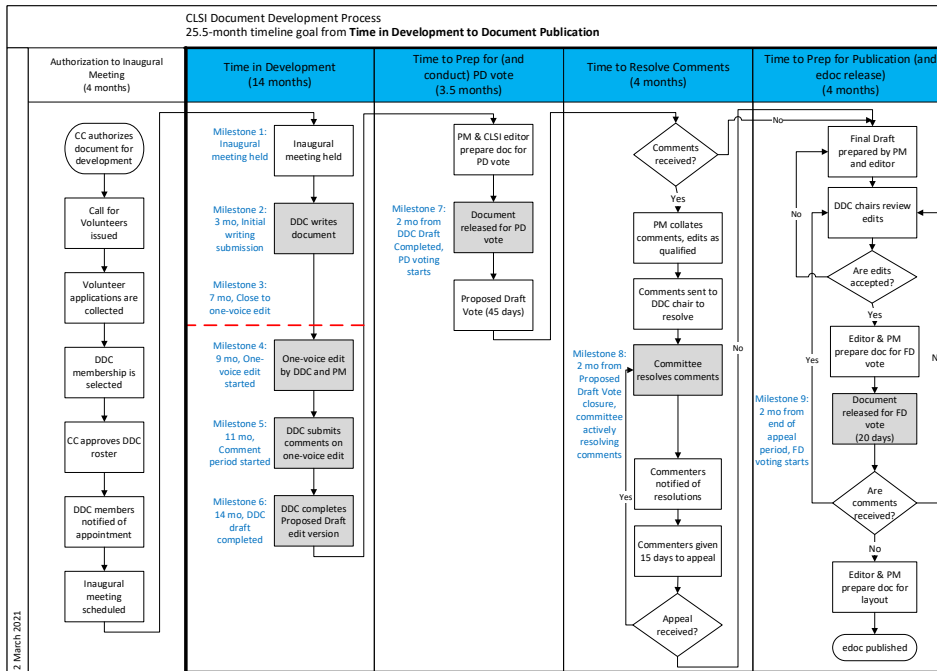 CLSI Document Development Process
25.5-month timeline goal from Time in Development to Document Publication
Authorization to Inaugural
Meeting
(4 months)
CC authorizes
document for
development
Call for
Volunteers
issued
Volunteer
applications are
collected
DDC
membership is
selected
CC approves DDC
roster
DDC members
notified of
appointment
Inaugural
meeting
scheduled
2 March 2021
Time in Development
(14 months)
Milestone 1:
Inaugural
meeting held
Inaugural
meeting held
Milestone 2:
3 mo, Initial
writing
submission
DDC writes
document
Milestone 3:
7 mo, Close to
one-voice edit
Milestone 4:
9 mo, One-
voice edit
started
One-voice edit
by DDC and PM
Milestone 5:
11 mo,
Comment
period started
DDC submits
comments on
one-voice edit
Milestone 6:
14 mo, DDC
draft
completed
DDC completes
Proposed Draft
edit version
Time to Prep for (and
conduct) PD vote
(3.5 months)
PM & CLSI editor
prepare doc for
PD vote
Milestone 7:
2 mo from
DDC Draft
Completed,
PD voting
starts
Document
released for PD
vote
Proposed Draft
Vote (45 days)
Time to Resolve Comments
(4 months)
Comments
received?
No
Yes
PM collates
comments, edits as
qualified
Comments sent to
DDC chair to
resolve
Milestone 8:
2 mo from
Proposed
Draft Vote
closure,
committee
actively
resolving
comments
Committee
resolves comments
Commenters
notified of
resolutions
Yes
Commenters given
15 days to appeal
Appeal
received?
No
Time to Prep for Publication (and
edoc release)
(4 months)
Final Draft
prepared by PM
and editor
DDC chairs review
edits
No
Are edits
accepted?
Yes
Editor & PM
prepare doc for FD
vote
Yes
Milestone 9:
2 mo from
end of
appeal
period, FD
voting starts
Document
released for FD
vote
(20 days)
Are
comments
received?
No
Editor & PM
prepare doc for
layout
edoc published